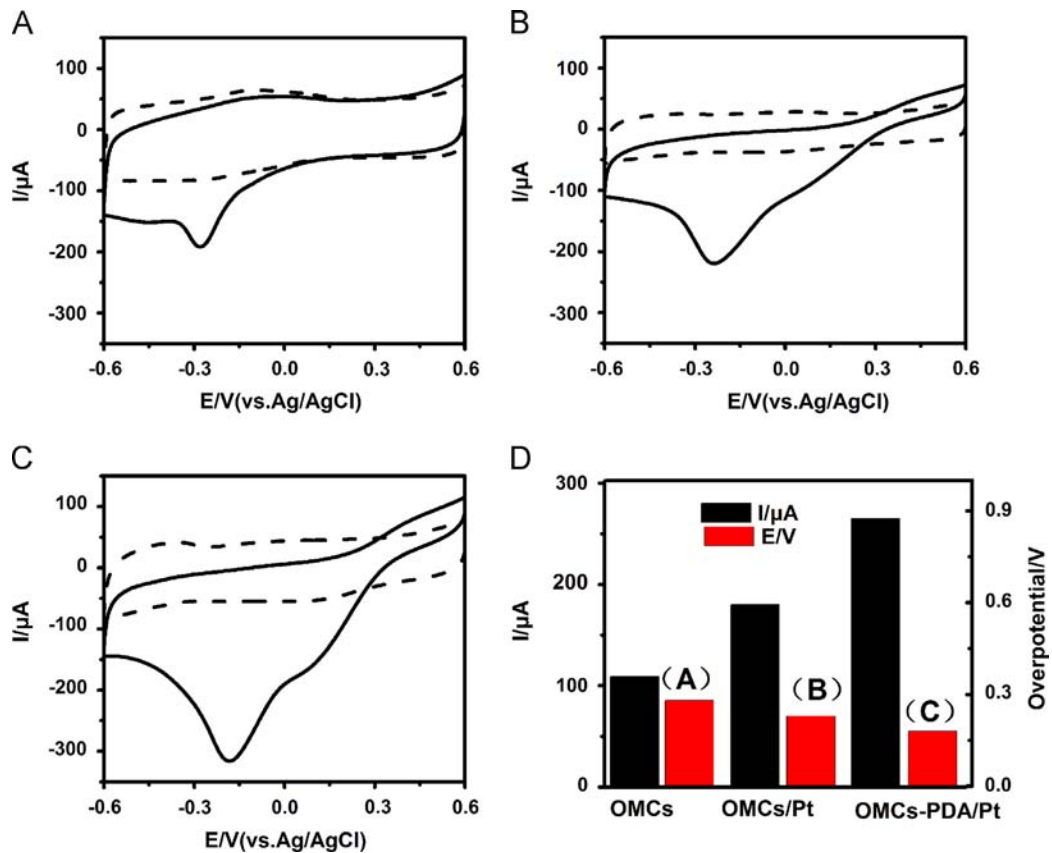 A
100
0
-100
-200
-300
I/µA
-0.6 -0.3 0.0 0.3 0.6
E/V(vs.Ag/AgCl)
B
100
0
-100
-200
-300
I/µA
-0.6 -0.3 0.0 0.3 0.6
E/V(vs.Ag/AgCl)
C
100
0
-100
-200
-300
I/µA
-0.6 -0.3 0.0 0.3 0.6
E/V(vs.Ag/AgCl)
D
300
200
100
0
I/µA
I/µA
E/V
(A)
(B)
(C)
0.9
0.6
0.3
0.0
Overpotential/V
OMCs OMCs/Pt OMCs-PDA/Pt